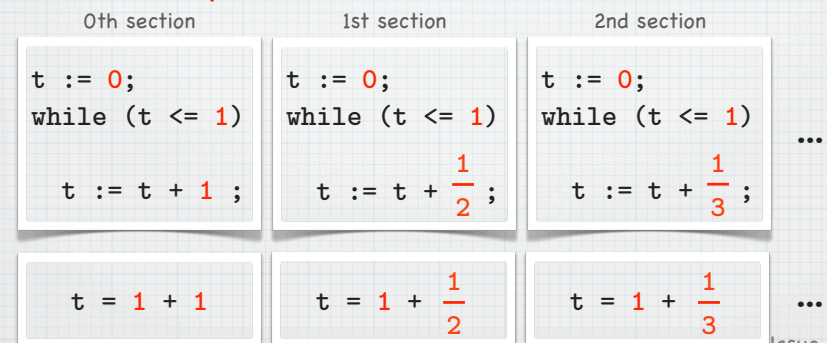 0th section
t := 0;
while (t <= 1)
t := t + 1 ;
t = 1 + 1
1st section
t := 0;
while (t <= 1)
t := t + 1/2 ;
t = 1 + 1/2
2nd section
t := 0;
while (t <= 1)
t := t + 1/3 ;
t = 1 + 1/3
...
...